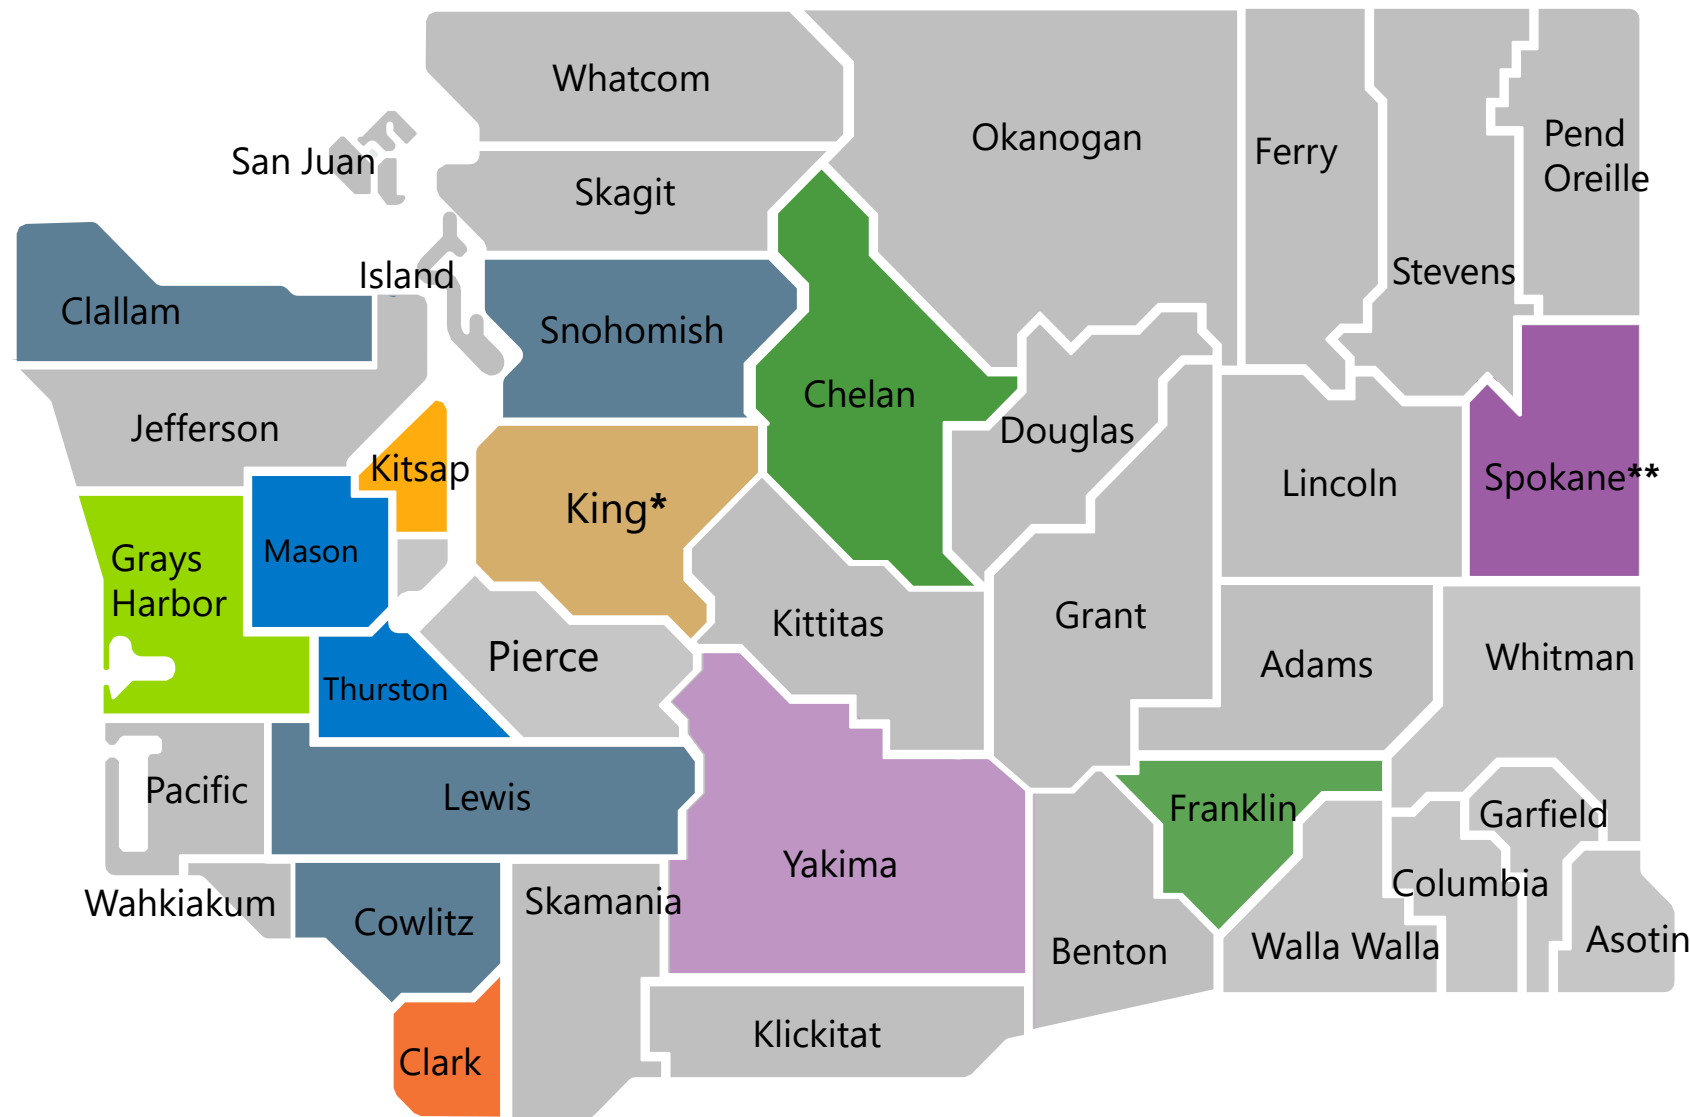 Whatcom
Okanogan
Ferry
Pend
Oreille
San Juan
Skagit
Stevens
Island
Clallam
Snohomish
Chelan
Jefferson
Douglas
Kitsap
Lincoln
Spokane**
King*
Mason
Grays
Harbor
Kittitas
Grant
Pierce
Adams
Whitman
Thurston
Pacific
Lewis
Franklin
Garfield
Yakima
Columbia
Wahkiakum
Skamania
Cowlitz
Benton
Walla Walla
Asotin
Klickitat
Clark